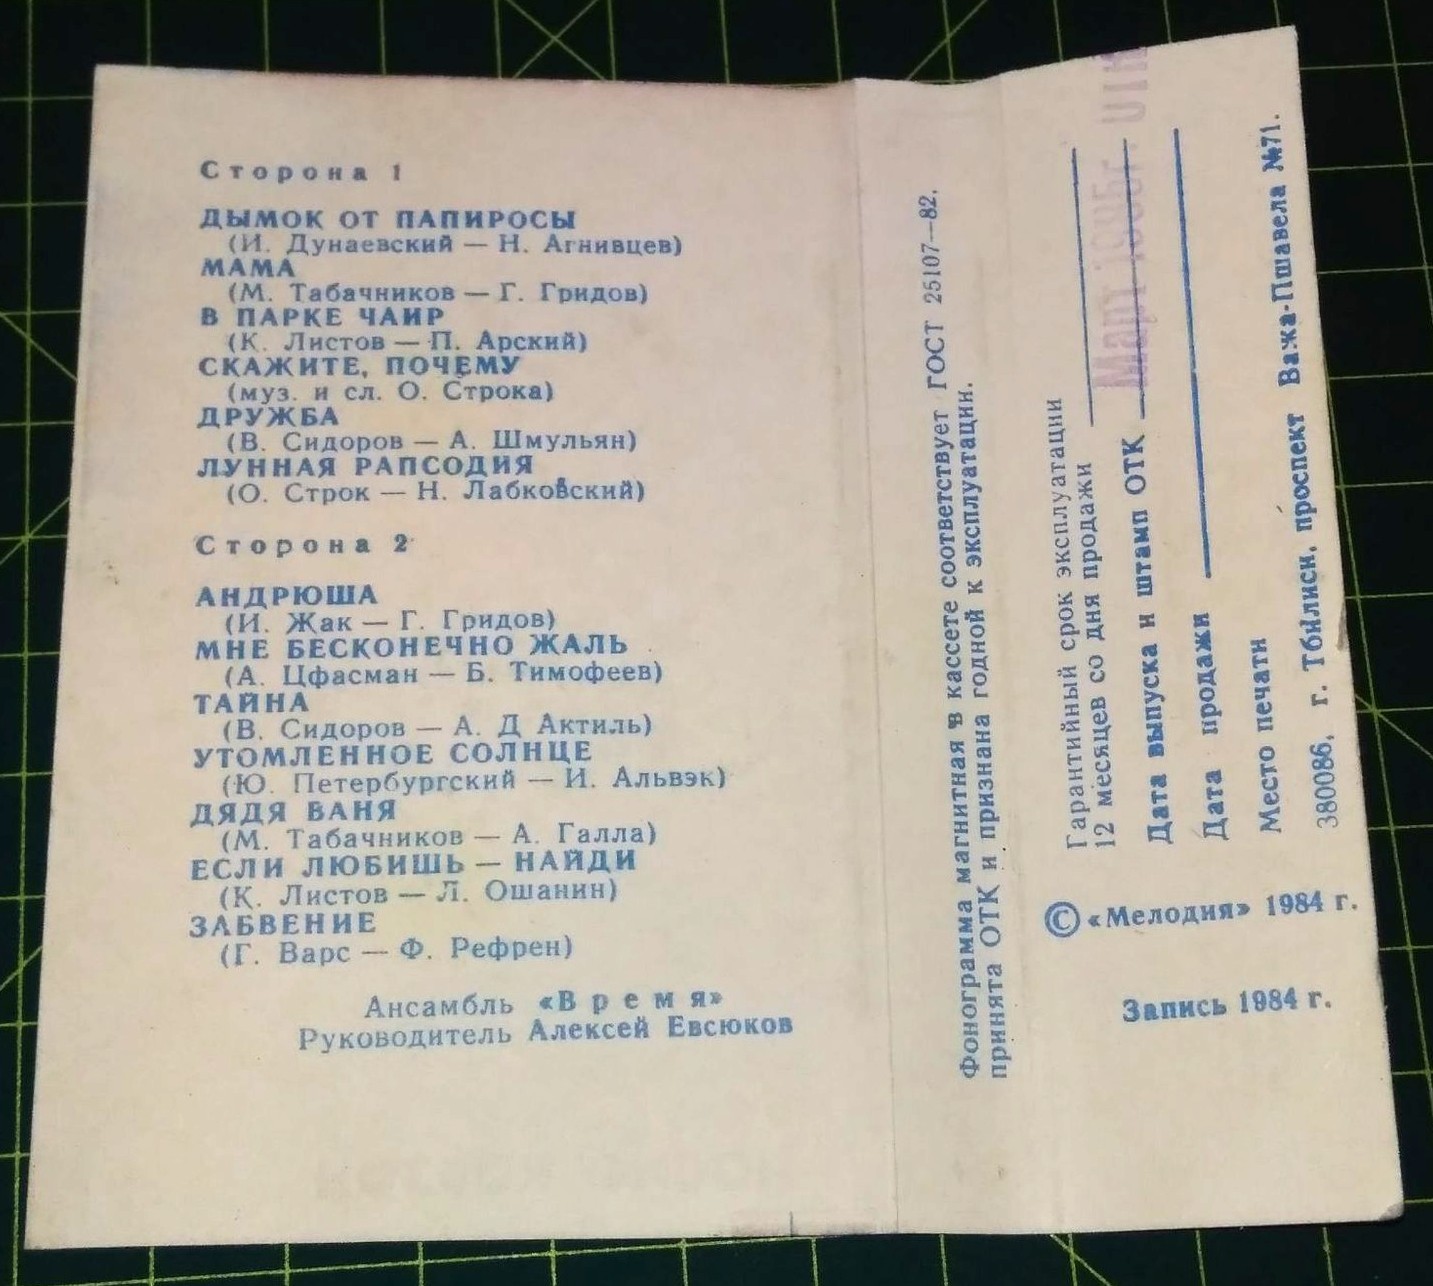 Сторона 1
ДЫМОК ОТ ПАПИРОСЫ
(И. Дунаевский — Н. Агнивцев)
МАМА
(М. Табачников — Г. Гридов)
В ПАРКЕ ЧАИР
(К. Листов — П. Арский)
СКАЖИТЕ, ПОЧЕМУ
(муз. и сл. О. Строка)
ДРУЖБА
(В. Сидоров — А. Шмульян)
ЛУННАЯ РАПСОДИЯ
(О. Строк — Н. Лабковский)
Сторона 2
АНДРЮША
(И. Жак — Г. Гридов)
МНЕ БЕСКОНЕЧНО ЖАЛЬ
(А. Цфасман — Б. Тимофеев)
ТАЙНА
(В. Сидоров — А. Д Актиль)
УТОМЛЕННОЕ СОЛНЦЕ
(Ю. Петербургский — И. Альвэк)
ДЯДЯ ВАНЯ
(М. Табачников — А. Галла)
ЕСЛИ ЛЮБИШЬ — НАЙДИ
(К. Листов — Л. Ошанин)
ЗАБВЕНИЕ
(Г. Варс — Ф. Рефрен)
Ансамбль «Время»
Руководитель Алексей Евсюков
Фонограмма магнитная в кассете соответствует ГОСТ 25107—82,
принята ОТК и признана годной к эксплуатации.
Гарантийный срок эксплуатации
12 месяцев со дня продажи
Дата выпуска и штамп ОТК Март 1985г.
Дата продажи
Место печати
380086, г. Тбилиси, проспект Важа-Пшавела №71.
© «Мелодия» 1984 г.
Запись 1984 г.